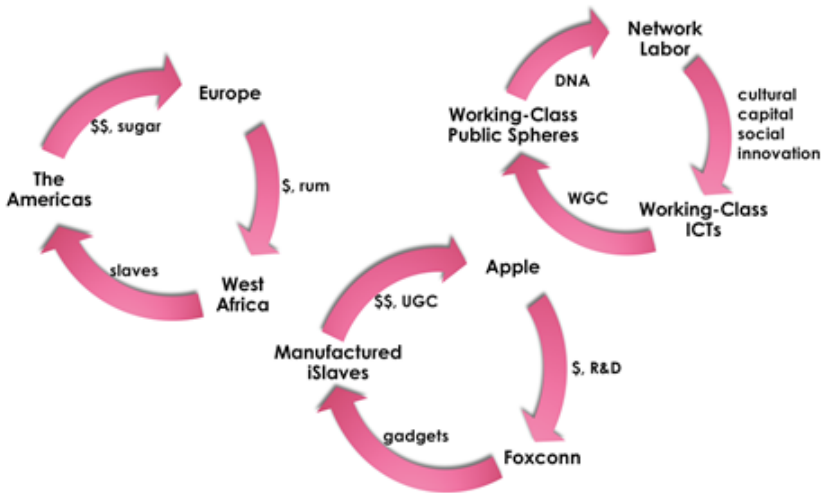 Europe
$$, sugar
$, rum
The
Americas
slaves
West
Africa
Network
Labor
DNA
cultural
capital
social
innovation
Working-Class
Public Spheres
WGC
Working-Class
ICTs
Apple
$$, UGC
$, R&D
Manufactured
iSlaves
gadgets
Foxconn